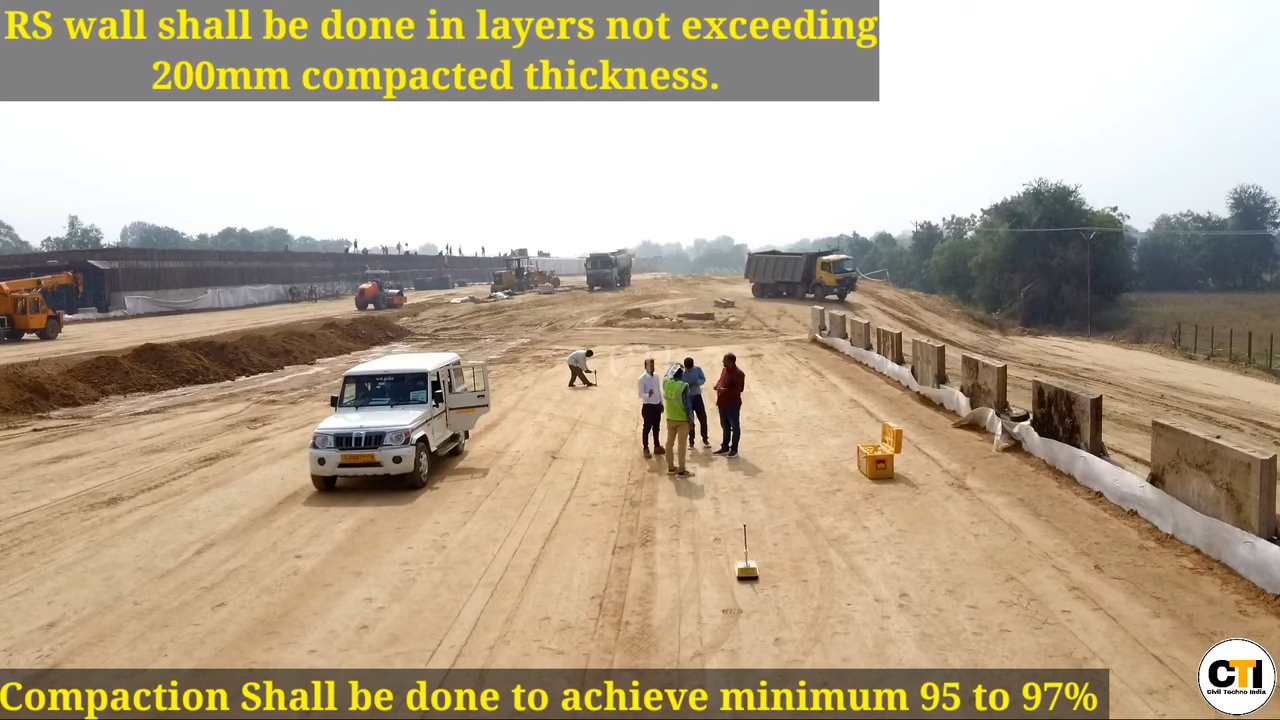 RS wall shall be done in layers not exceeding
200mm compacted thickness.
Compaction Shall be done to achieve minimum 95 to 97%
CTI
Civil Techno India